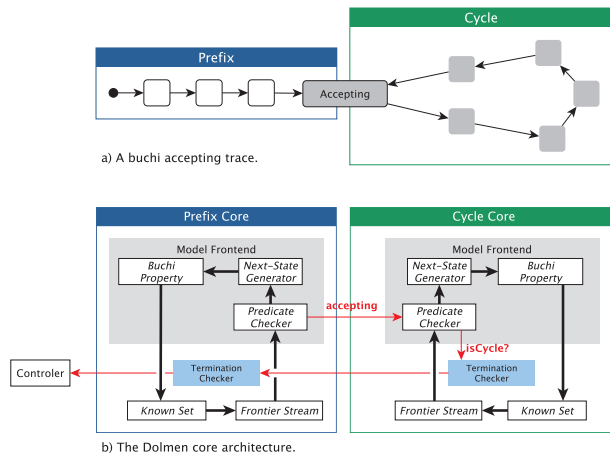 Cycle
Prefix
Accepting
a) A buchi accepting trace.
Prefix Core
Cycle Core
Model Frontend
Model Frontend
Buchi
Property
Next-State
Generator
Next-State
Generator
Buchi
Property
Predicate
Checker
accepting
Predicate
Checker
isCycle?
Controler
Termination
Checker
Termination
Checker
Known Set
Frontier Stream
Frontier Stream
Known Set
b) The Dolmen core architecture.